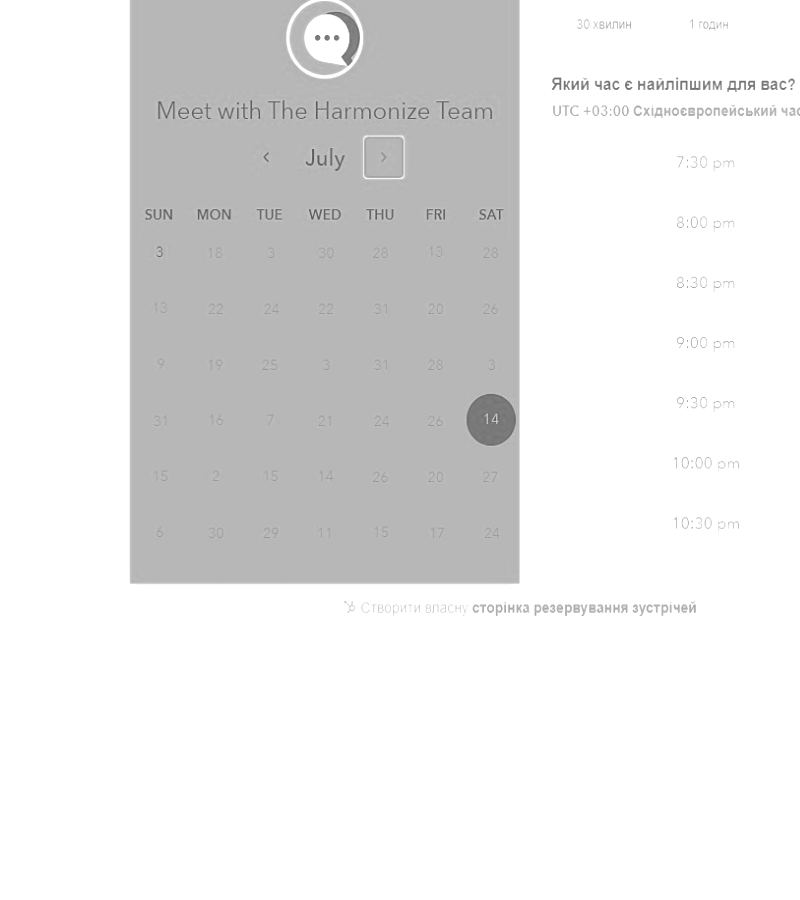 30 хвилин 1 годин
Meet with The Harmonize Team
July
SUN MON TUE WED THU FRI SAT
3 18 3 30 28 13 28
13 22 24 22 31 20 26
9 19 25 3 31 28 3
31 16 7 21 24 26 14
15 2 15 14 26 20 27
6 30 29 11 15 17 24
Який час є найліпшим для вас?
UTC +03:00 Східноєвропейський час
7:30 pm
8:00 pm
8:30 pm
9:00 pm
9:30 pm
10:00 pm
10:30 pm
Створити власну сторінка резервування зустрічей